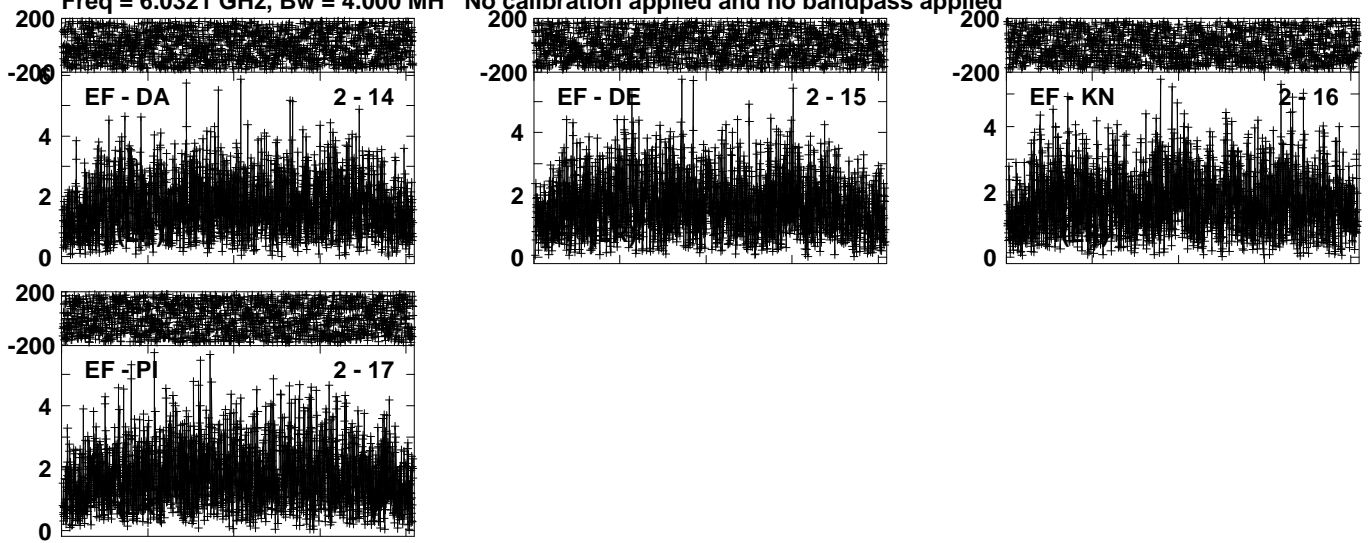 Freq = 6.0321 GHz, Bw = 4.000 MH No calibration applied and no bandpass applied
200 200 200
-200 -200 -200
6
EF - DA 2 - 14 EF - DE 2 - 15 EF - KN 2 - 16
4 4 4
2 2 2
0 0 0
200
-200
EF - PI 2 - 17
4
2
0